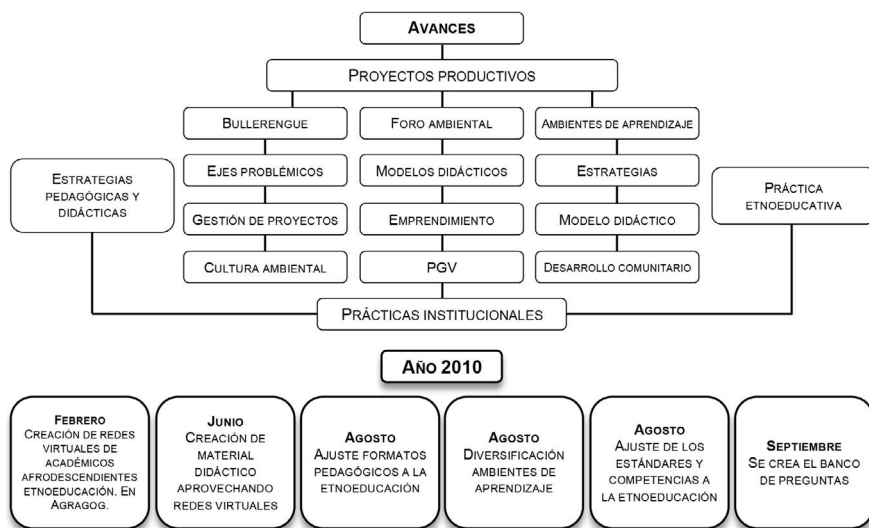 AVANCES
PROYECTOS PRODUCTIVOS
BULLERENGUE
FORO AMBIENTAL
AMBIENTES DE APRENDIZAJE
EJES PROBLÉMICOS
MODELOS DIDÁCTICOS
ESTRATEGIAS
GESTIÓN DE PROYECTOS
EMPRENDIMIENTO
MODELO DIDÁCTICO
CULTURA AMBIENTAL
PGV
DESARROLLO COMUNITARIO
ESTRATEGIAS
PEDAGÓGICAS Y
DIDÁCTICAS
PRÁCTICA
ETNOEDUCATIVA
PRÁCTICAS INSTITUCIONALES
AÑO 2010
FEBRERO
CREACIÓN DE REDES
VIRTUALES DE
ACADÉMICOS
AFRODESCENDIENTES
ETNOEDUCACIÓN. EN
AGRAGOG.
JUNIO
CREACIÓN DE
MATERIAL
DIDÁCTICO
APROVECHANDO
REDES VIRTUALES
AGOSTO
AJUSTE FORMATOS
PEDAGÓGICOS A LA
ETNOEDUCACIÓN
AGOSTO
DIVERSIFICACIÓN
AMBIENTES DE
APRENDIZAJE
AGOSTO
AJUSTE DE LOS
ESTÁNDARES Y
COMPETENCIAS A
LA ETNOEDUCACIÓN
SEPTIEMBRE
SE CREA EL BANCO
DE PREGUNTAS